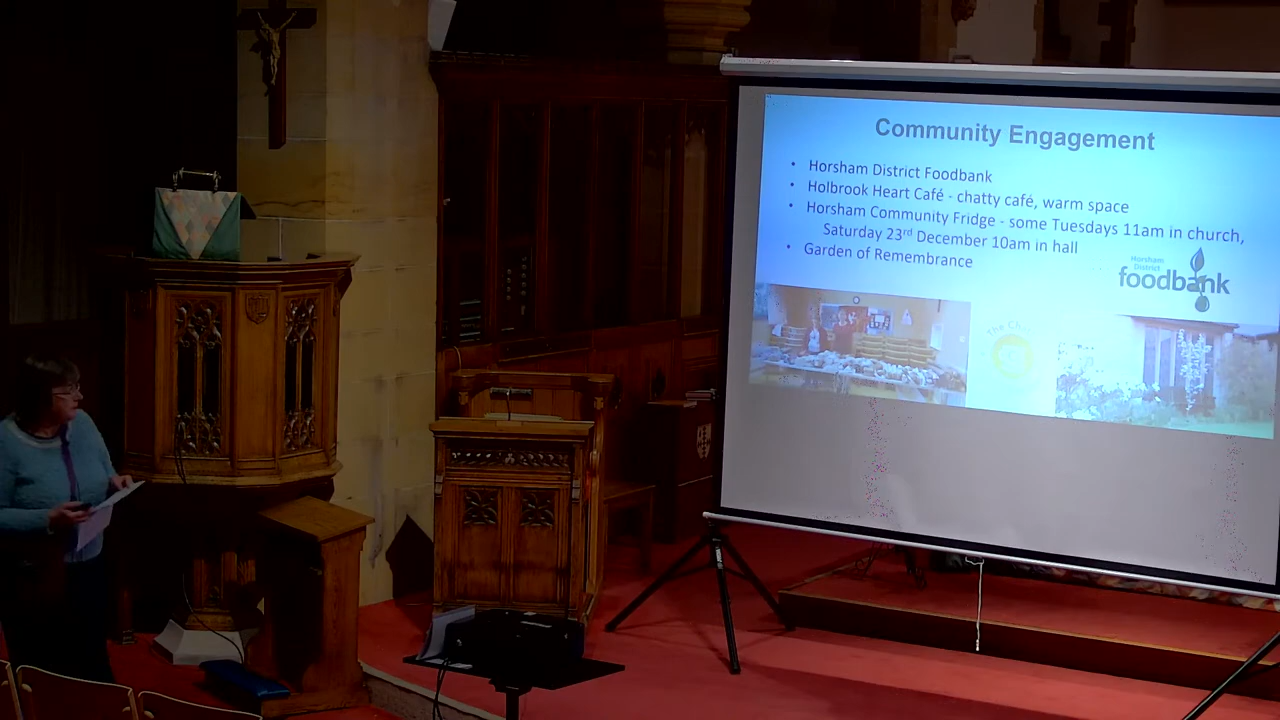 Community Engagement
• Horsham District Foodbank
• Holbrook Heart Café - chatty café, warm space
• Horsham Community Fridge - some Tuesdays 11am in church,
Saturday 23rd December 10am in hall
• Garden of Remembrance
Horsham
District
foodbank
The